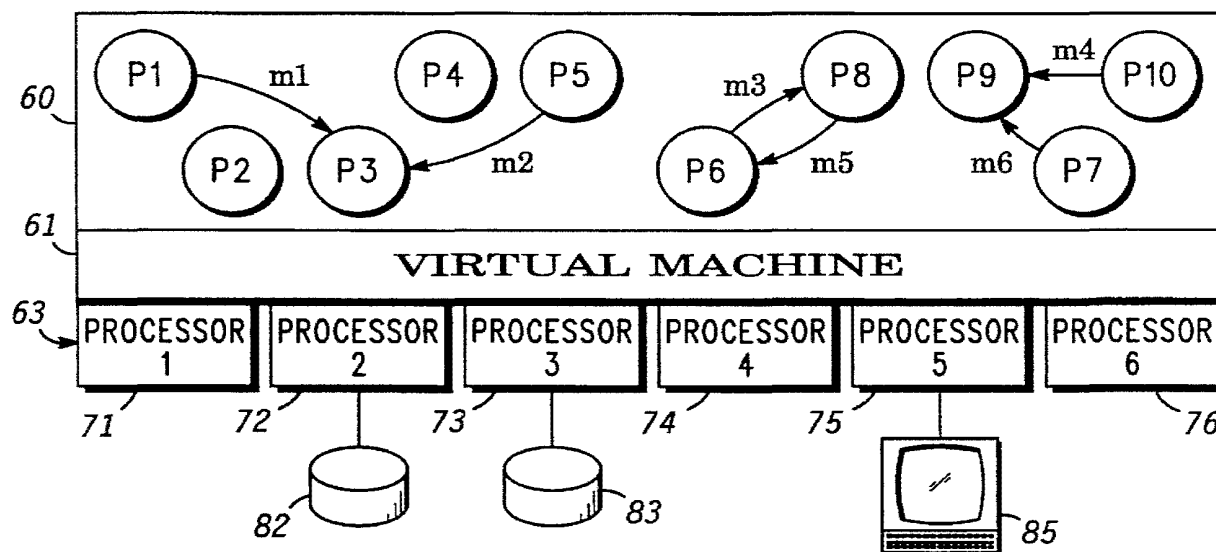 P1
m1
P4
P5
m3
P8
P9
m4
P10
60
P2
P3
m2
P6
m5
m6
P7
61
VIRTUAL MACHINE
63
PROCESSOR
1
PROCESSOR
2
PROCESSOR
3
PROCESSOR
4
PROCESSOR
5
PROCESSOR
6
71
72
73
74
75
76
82
83
85